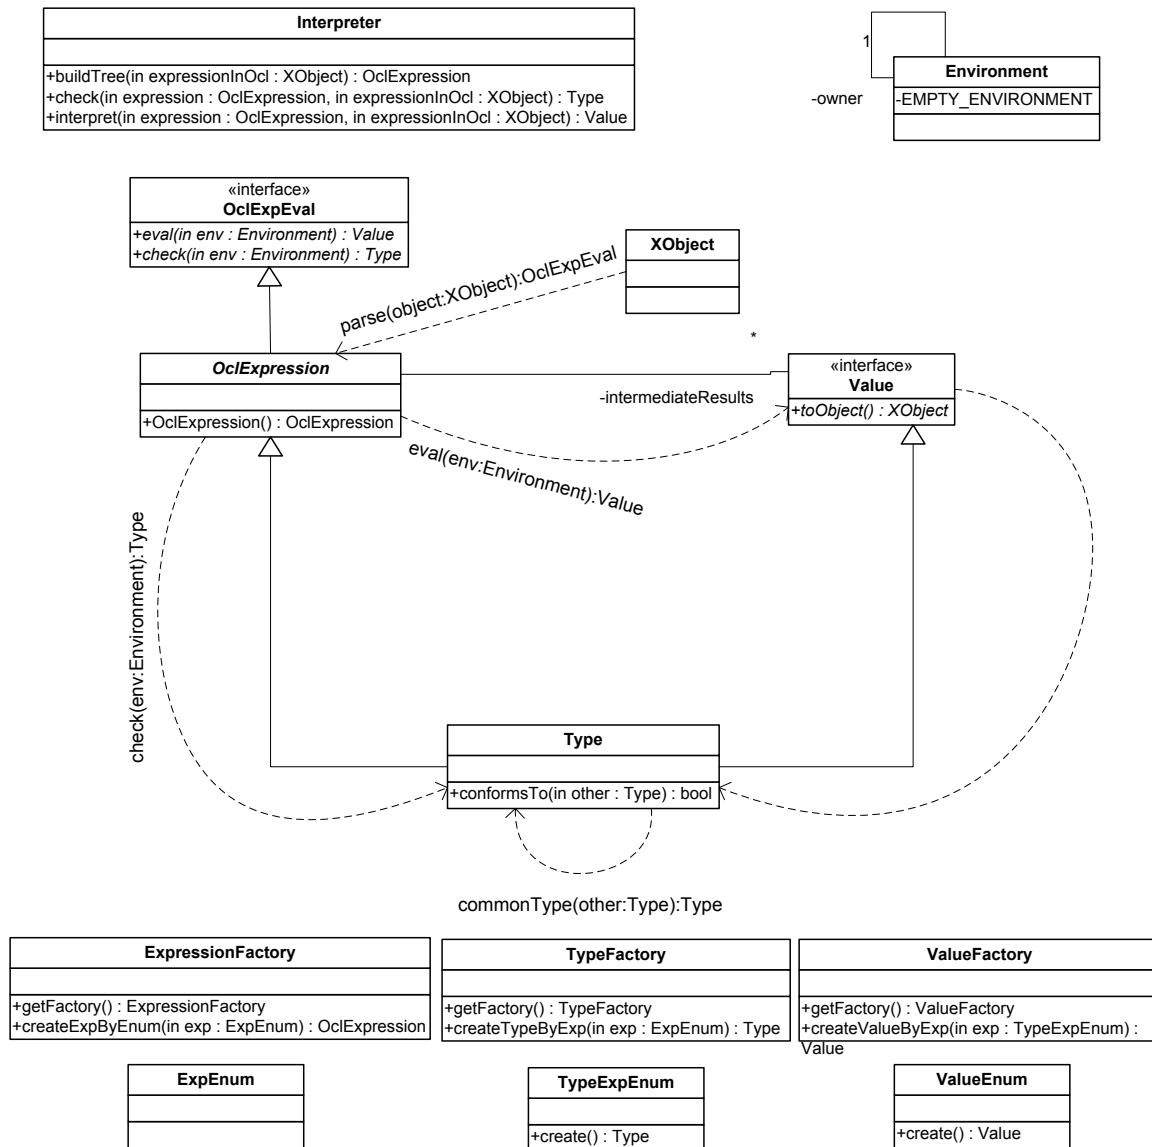 Interpreter
+buildTree(in expressionInOcl : XObject) : OclExpression
+check(in expression : OclExpression, in expressionInOcl : XObject) : Type
+interpret(in expression : OclExpression, in expressionInOcl : XObject) : Value
1
-owner
Environment
-EMPTY_ENVIRONMENT
«interface»
OclExpEval
+eval(in env : Environment) : Value
+check(in env : Environment) : Type
XObject
parse(object:XObject):OclExpEval
OclExpression
+OclExpression() : OclExpression
*
-intermediateResults
«interface»
Value
+toObject() : XObject
eval(env:Environment):Value
check(env:Environment):Type
Type
+conformsTo(in other : Type) : bool
commonType(other:Type):Type
ExpressionFactory
+getFactory() : ExpressionFactory
+createExpByEnum(in exp : ExpEnum) : OclExpression
TypeFactory
+getFactory() : TypeFactory
+createTypeByExp(in exp : ExpEnum) : Type
ValueFactory
+getFactory() : ValueFactory
+createValueByExp(in exp : TypeExpEnum) :
Value
ExpEnum
TypeExpEnum
+create() : Type
ValueEnum
+create() : Value